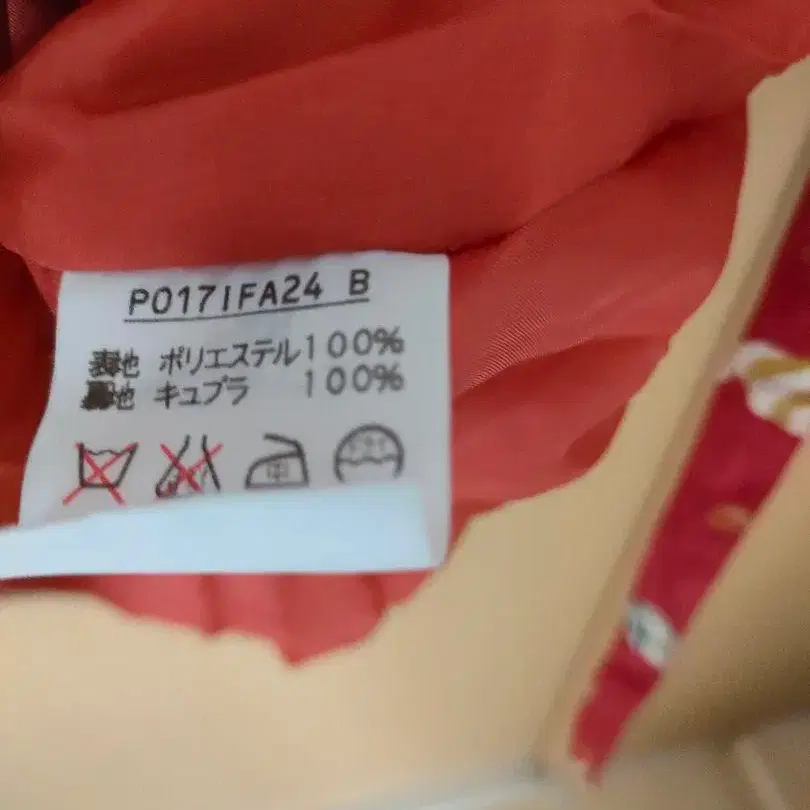 P0171FA24 B
表地 ポリエステル100%
裏地 キュプラ 100%
中